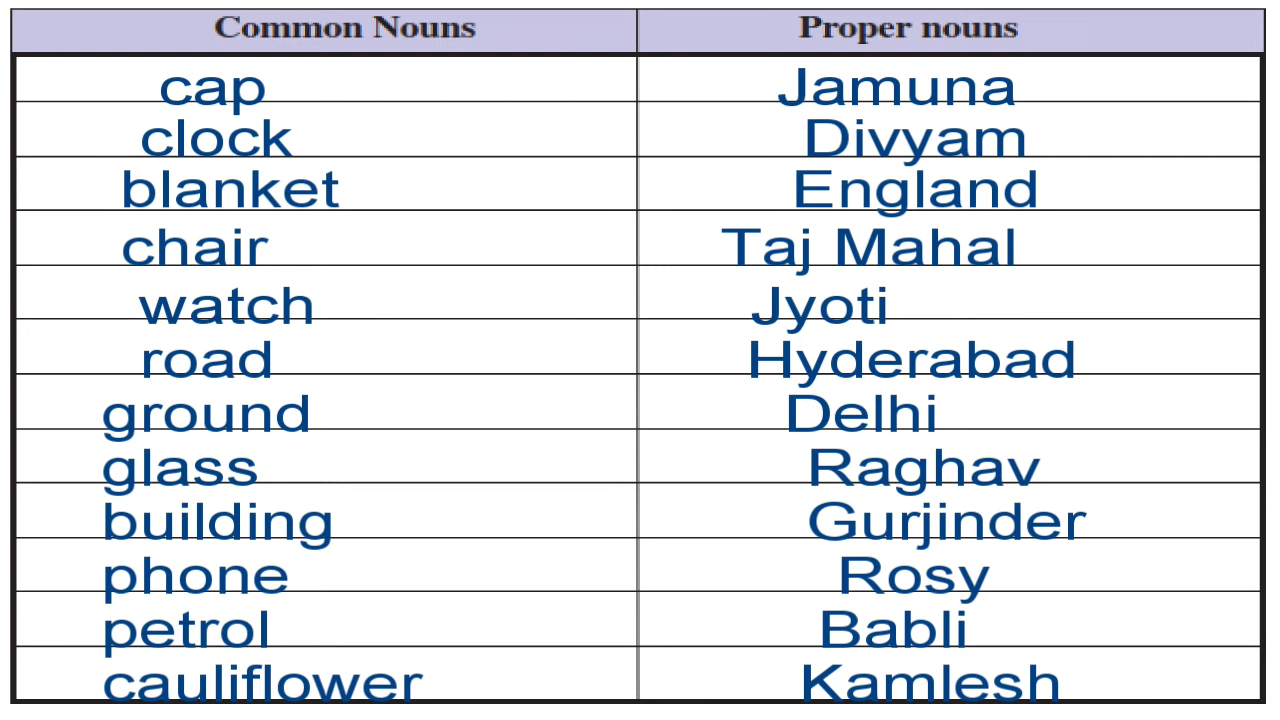 Common Nouns Proper nouns
cap Jamuna
clock Divyam
blanket England
chair Taj Mahal
watch Jyoti
road Hyderabad
ground Delhi
glass Raghav
building Gurjinder
phone Rosy
petrol Babli
cauliflower Kamlesh